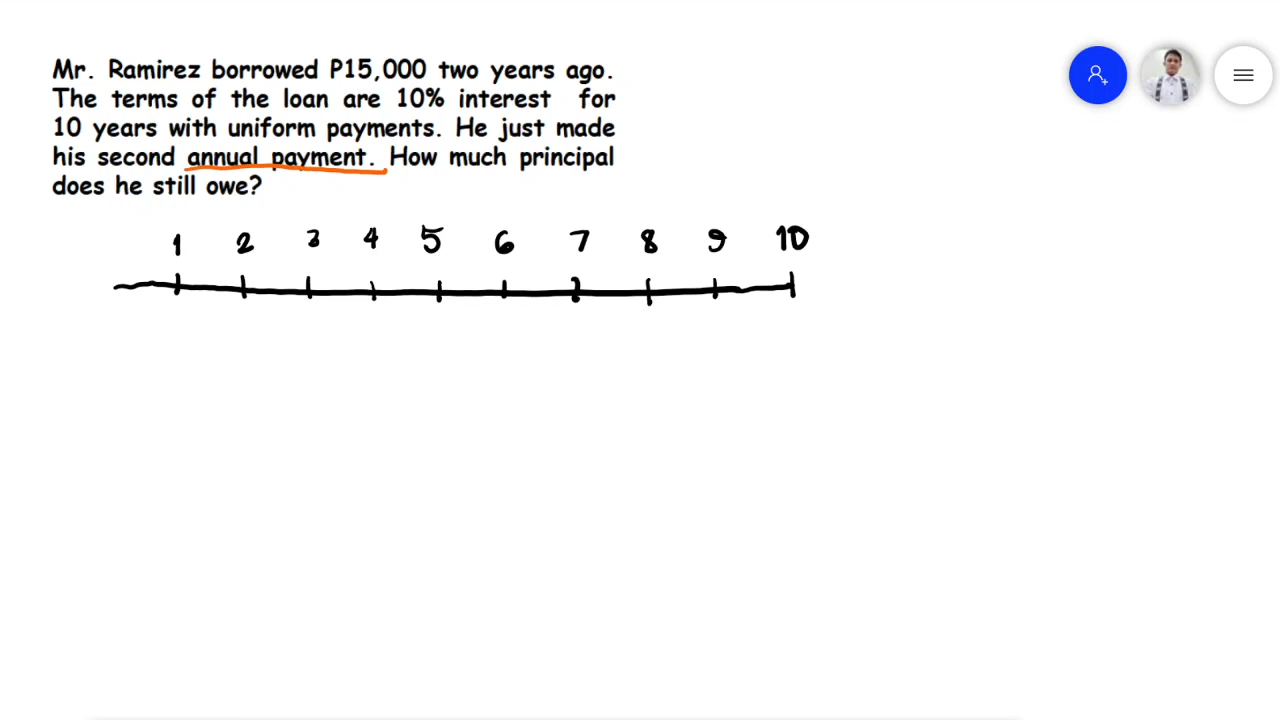 Mr. Ramirez borrowed P15,000 two years ago.
The terms of the loan are 10% interest for
10 years with uniform payments. He just made
his second annual payment. How much principal
does he still owe?
1 2 3 4 5 6 7 8 9 10